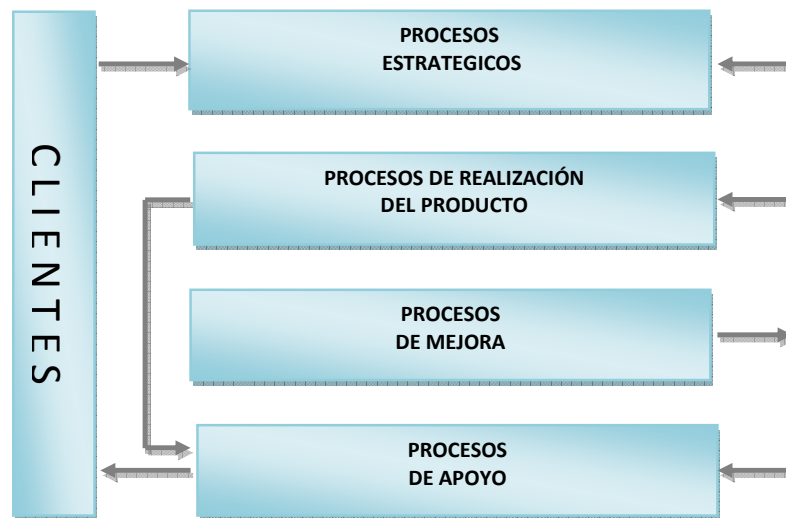 CLIENTES
PROCESOS
ESTRATEGICOS
PROCESOS DE REALIZACIÓN
DEL PRODUCTO
PROCESOS
DE MEJORA
PROCESOS
DE APOYO